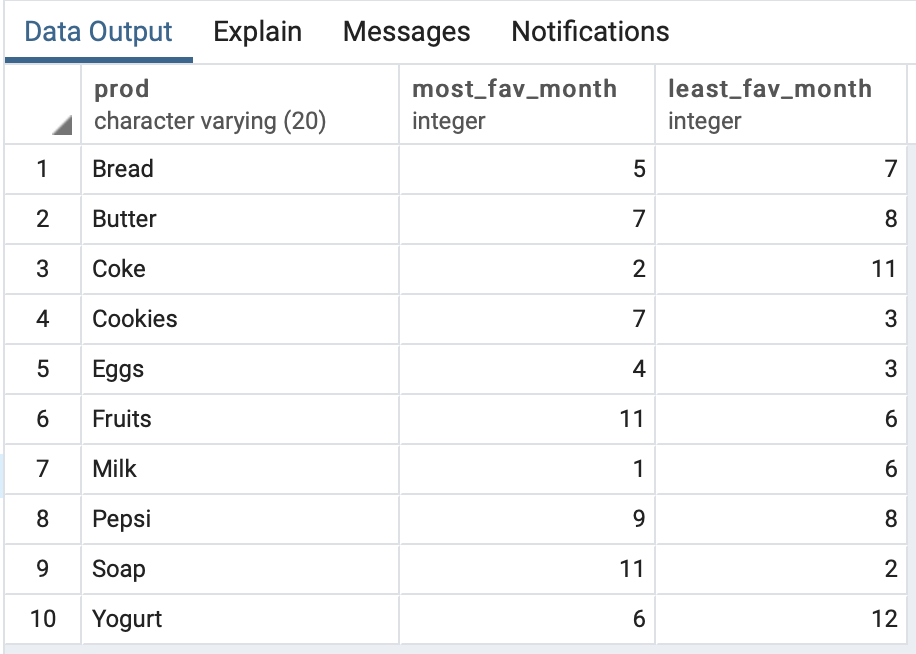 Data Output Explain Messages Notifications
prod most_fav_month least_fav_month
character varying (20) integer integer
1 Bread 5 7
2 Butter 7 8
3 Coke 2 11
4 Cookies 7 3
5 Eggs 4 3
6 Fruits 11 6
7 Milk 1 6
8 Pepsi 9 8
9 Soap 11 2
10 Yogurt 6 12